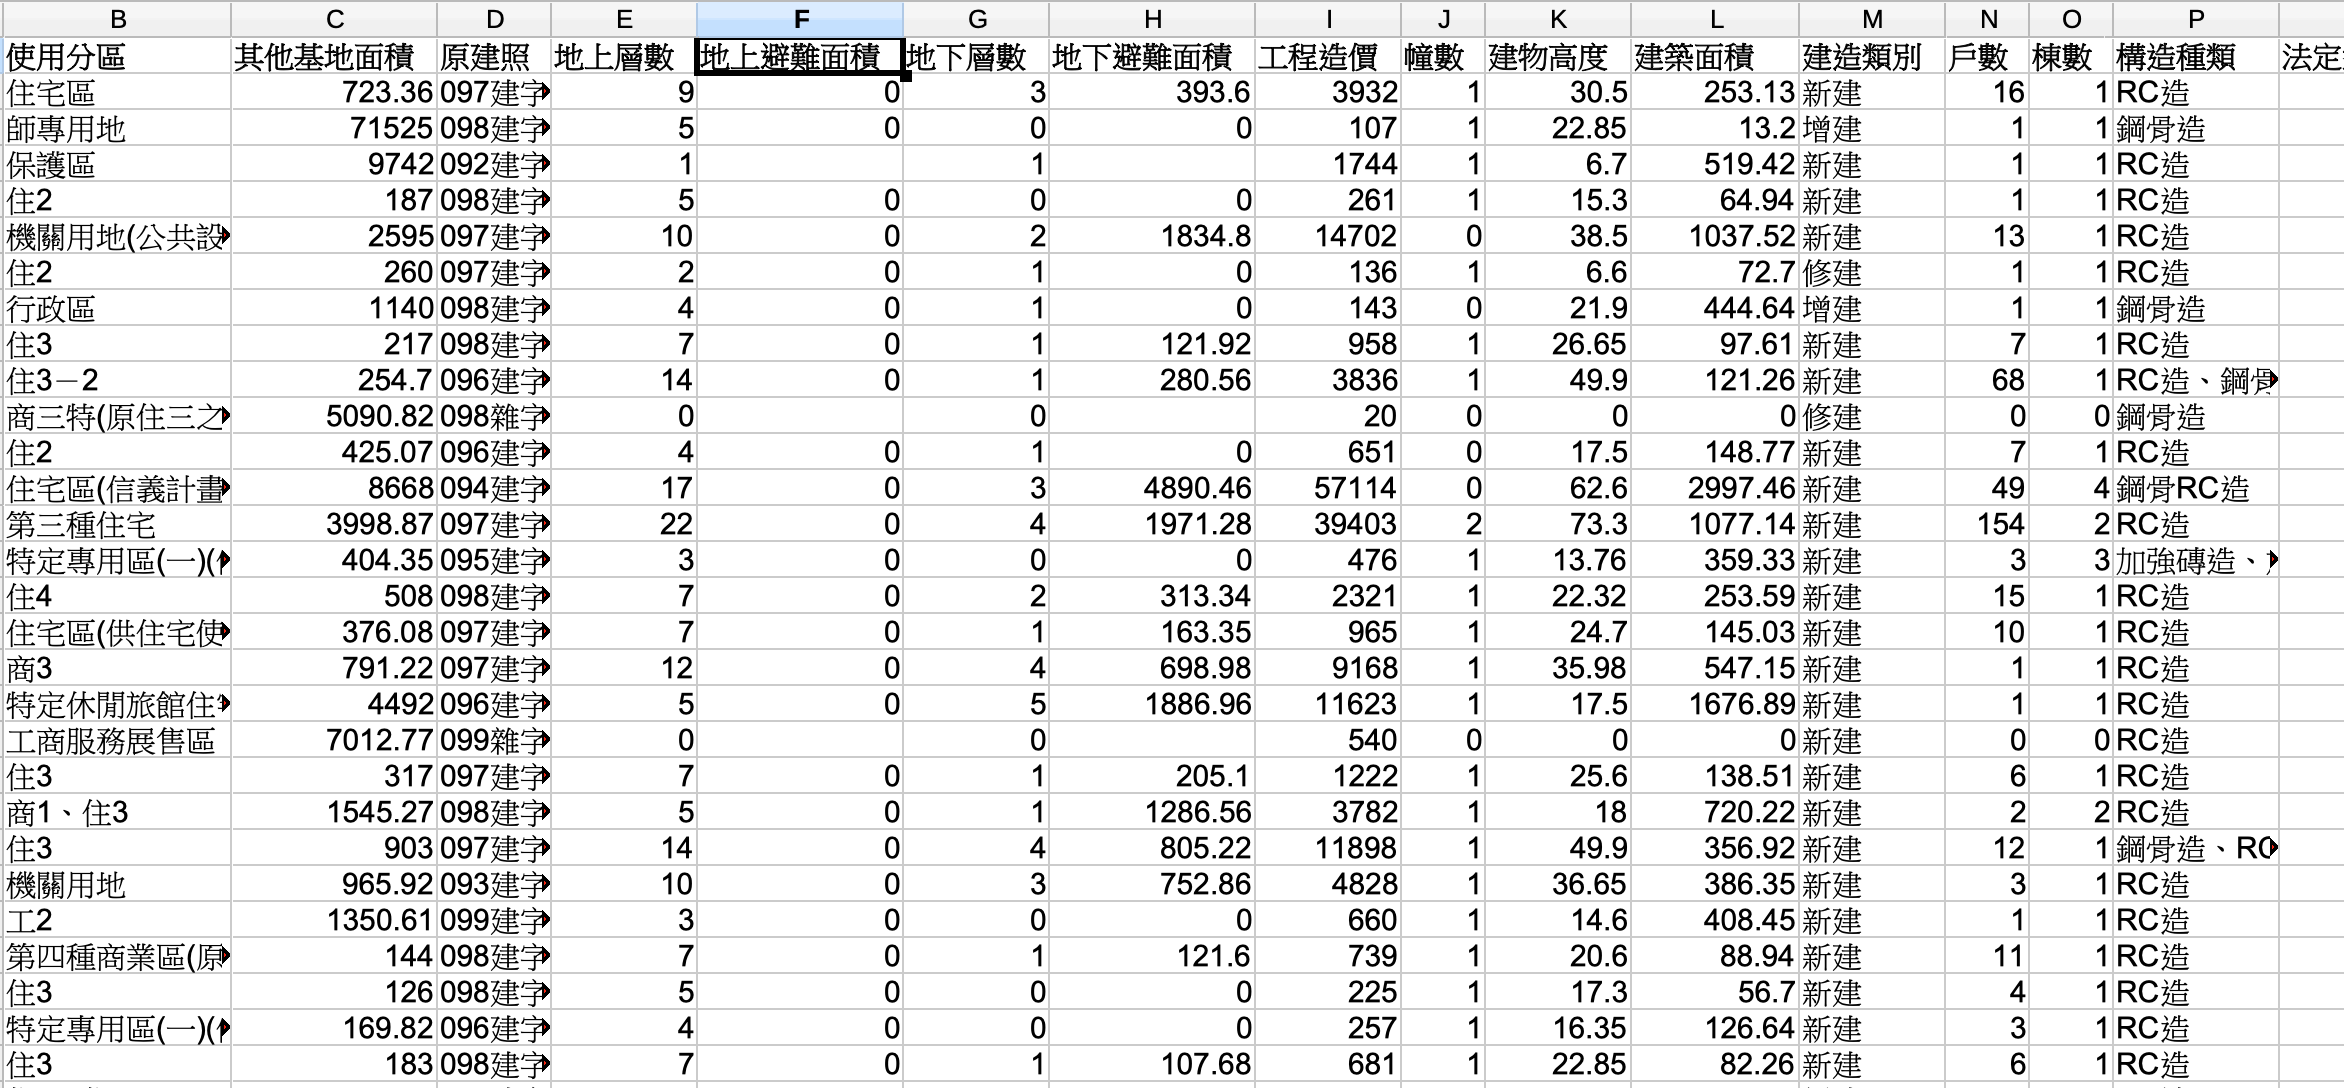 B C D E F G H I J K L M N O P
使用分區 其他基地面積 原建照 地上層數 地上避難面積 地下層數 地下避難面積 工程造價 幢數 建物高度 建築面積 建造類別 戶數 棟數 構造種類 法定
住宅區 723.36 097建字 9 0 3 393.6 3932 1 30.5 253.13 新建 16 1 RC造
師專用地 71525 098建字 5 0 0 0 107 1 22.85 13.2 增建 1 1 鋼骨造
保護區 9742 092建字 1 1 1744 1 6.7 519.42 新建 1 1 RC造
住2 187 098建字 5 0 0 0 261 1 15.3 64.94 新建 1 1 RC造
機關用地(公共設 2595 097建字 10 0 2 1834.8 14702 0 38.5 1037.52 新建 13 1 RC造
住2 260 097建字 2 0 1 0 136 1 6.6 72.7 修建 1 1 RC造
行政區 1140 098建字 4 0 1 0 143 0 21.9 444.64 增建 1 1 鋼骨造
住3 217 098建字 7 0 1 121.92 958 1 26.65 97.61 新建 7 1 RC造
住3－2 254.7 096建字 14 0 1 280.56 3836 1 49.9 121.26 新建 68 1 RC造、鋼骨
商三特(原住三之 5090.82 098雜字 0 0 20 0 0 0 修建 0 0 鋼骨造
住2 425.07 096建字 4 0 1 0 651 0 17.5 148.77 新建 7 1 RC造
住宅區(信義計畫 8668 094建字 17 0 3 4890.46 57114 0 62.6 2997.46 新建 49 4 鋼骨RC造
第三種住宅 3998.87 097建字 22 0 4 1971.28 39403 2 73.3 1077.14 新建 154 2 RC造
特定專用區(一)( 404.35 095建字 3 0 0 0 476 1 13.76 359.33 新建 3 3 加強磚造、
住4 508 098建字 7 0 2 313.34 2321 1 22.32 253.59 新建 15 1 RC造
住宅區(供住宅使 376.08 097建字 7 0 1 163.35 965 1 24.7 145.03 新建 10 1 RC造
商3 791.22 097建字 12 0 4 698.98 9168 1 35.98 547.15 新建 1 1 RC造
特定休閒旅館住 4492 096建字 5 0 5 1886.96 11623 1 17.5 1676.89 新建 1 1 RC造
工商服務展售區 7012.77 099雜字 0 0 540 0 0 0 新建 0 0 RC造
住3 317 097建字 7 0 1 205.1 1222 1 25.6 138.51 新建 6 1 RC造
商1、住3 1545.27 098建字 5 0 1 1286.56 3782 1 18 720.22 新建 2 2 RC造
住3 903 097建字 14 0 4 805.22 11898 1 49.9 356.92 新建 12 1 鋼骨造、RC
機關用地 965.92 093建字 10 0 3 752.86 4828 1 36.65 386.35 新建 3 1 RC造
工2 1350.61 099建字 3 0 0 0 660 1 14.6 408.45 新建 1 1 RC造
第四種商業區(原 144 098建字 7 0 1 121.6 739 1 20.6 88.94 新建 11 1 RC造
住3 126 098建字 5 0 0 0 225 1 17.3 56.7 新建 4 1 RC造
特定專用區(一)( 169.82 096建字 4 0 0 0 257 1 16.35 126.64 新建 3 1 RC造
住3 183 098建字 7 0 1 107.68 681 1 22.85 82.26 新建 6 1 RC造